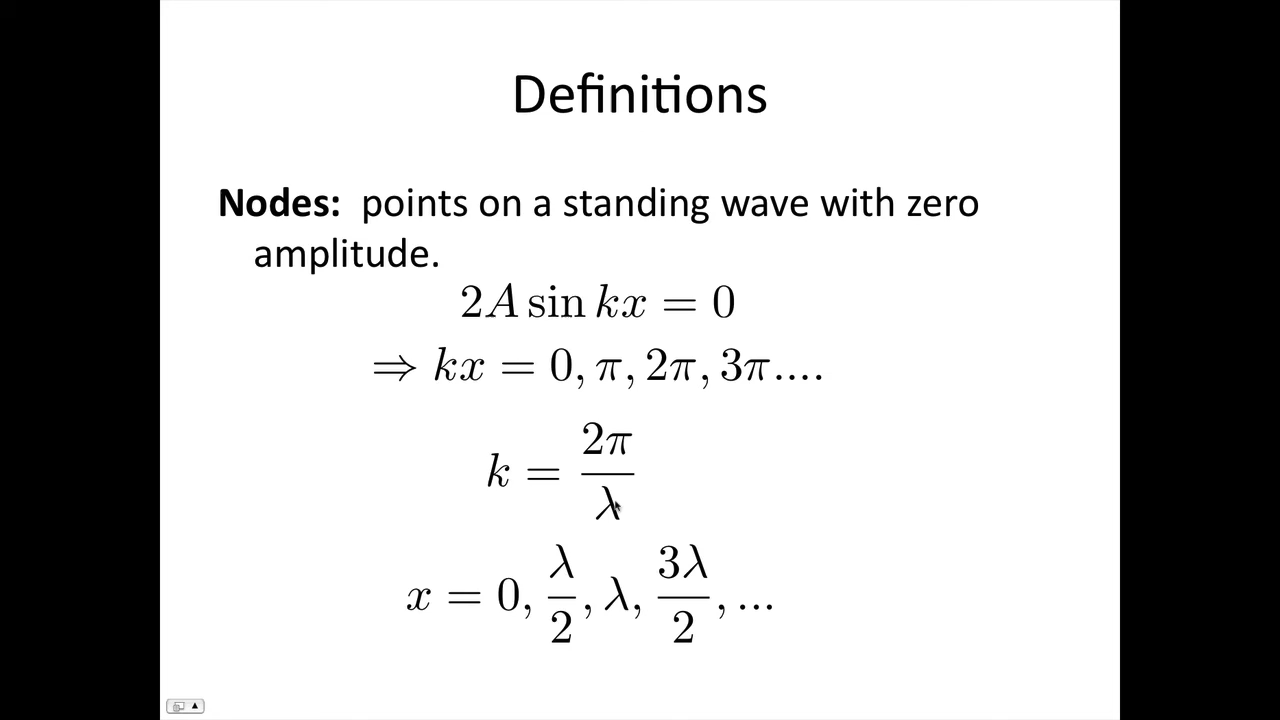 Definitions
Nodes: points on a standing wave with zero
amplitude.
2A sin kx = 0
⇒ kx = 0, π, 2π, 3π....
k = 2π/λ
x = 0, λ/2, λ, 3λ/2, ...